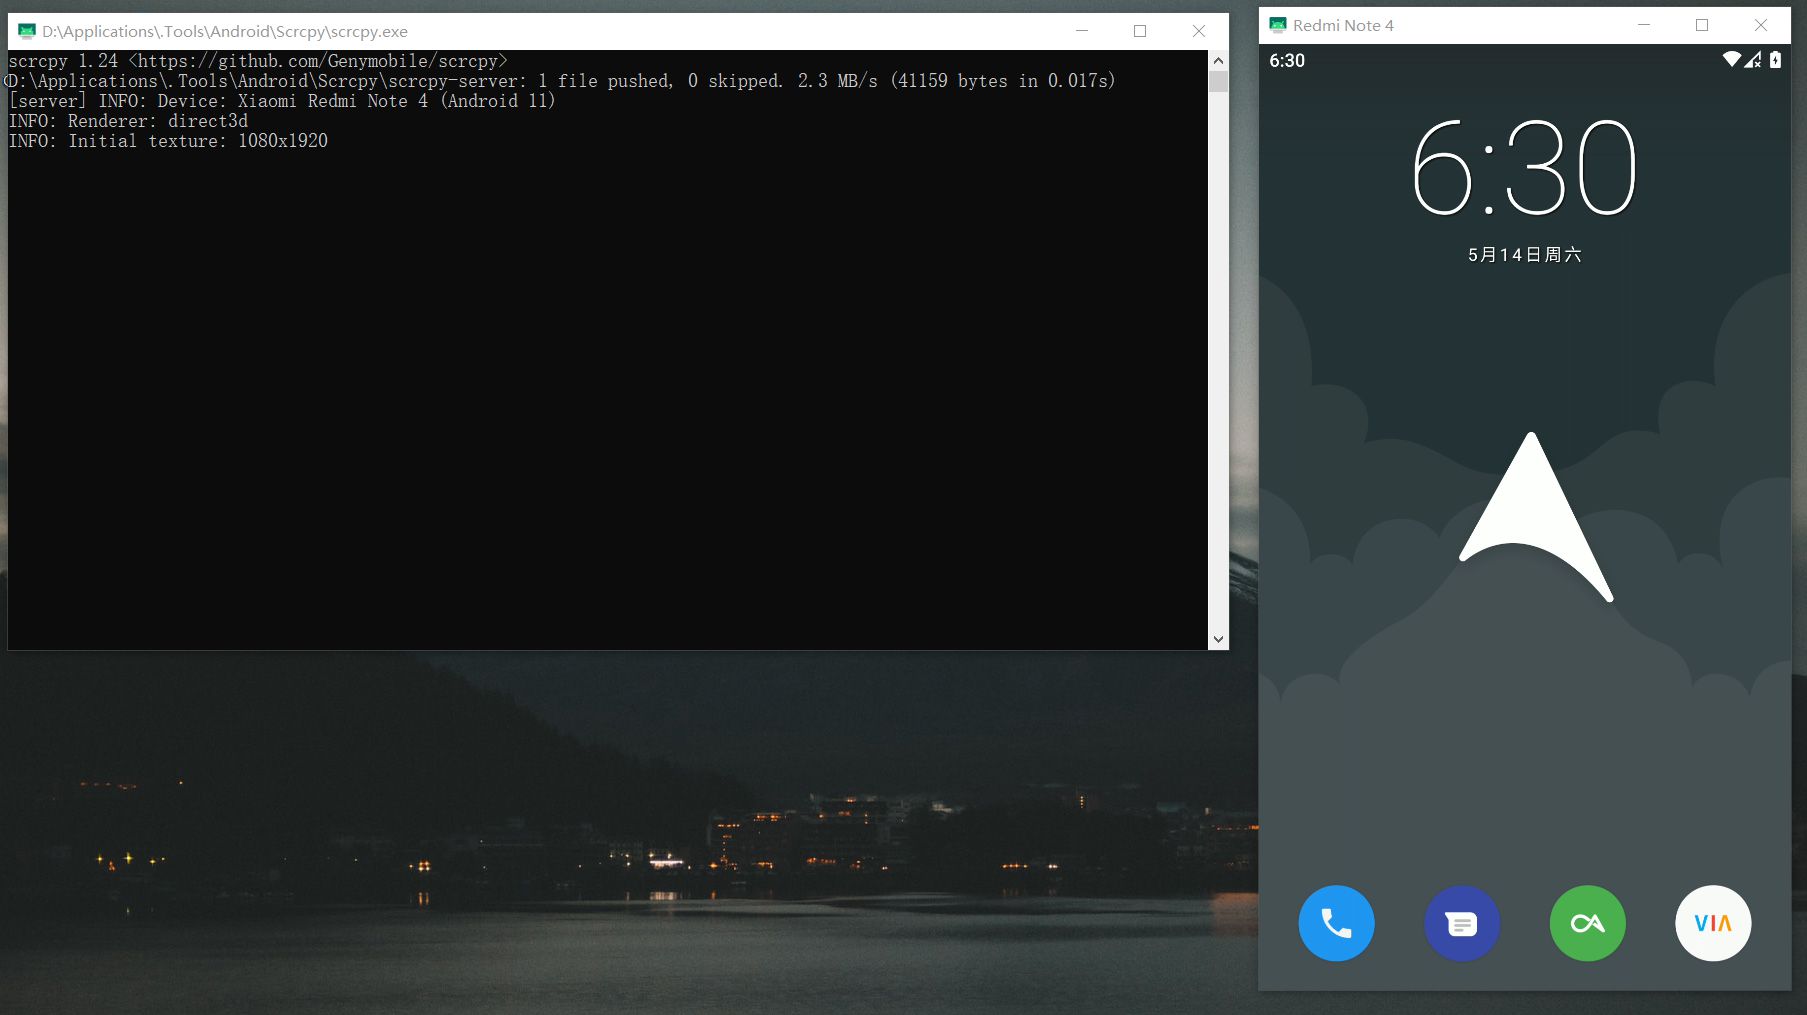 D:\Applications\.Tools\Android\Scrcpy\scrcpy.exe
scrcpy 1.24 <https://github.com/Genymobile/scrcpy>
D:\Applications\.Tools\Android\Scrcpy\scrcpy-server: 1 file pushed, 0 skipped. 2.3 MB/s (41159 bytes in 0.017s)
[server] INFO: Device: Xiaomi Redmi Note 4 (Android 11)
INFO: Renderer: direct3d
INFO: Initial texture: 1080x1920
Redmi Note 4
6:30
6:30
5月14日周六
VIA